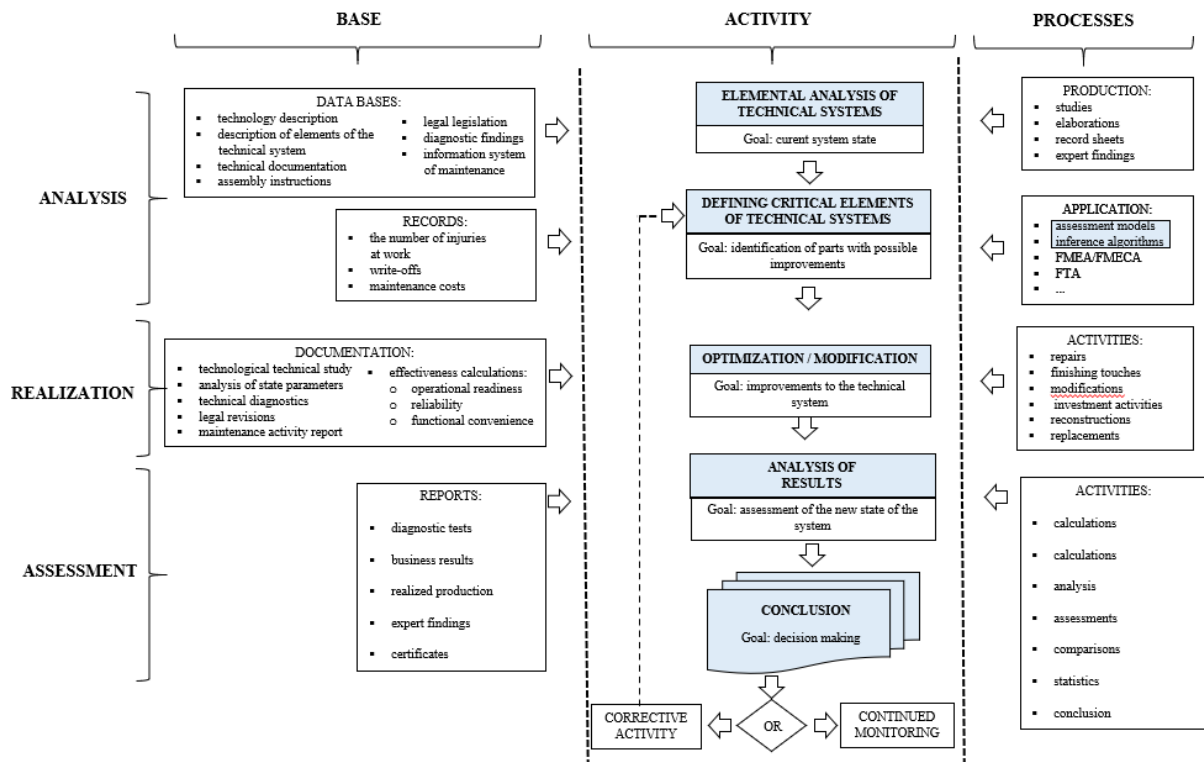 BASE
ACTIVITY
PROCESSES
ANALYSIS
DATA BASES:
▪ technology description
▪ description of elements of the
technical system
▪ technical documentation
▪ assembly instructions
▪ legal legislation
▪ diagnostic findings
▪ information system
of maintenance
ELEMENTAL ANALYSIS OF
TECHNICAL SYSTEMS
Goal: curent system state
PRODUCTION:
▪ studies
▪ elaborations
▪ record sheets
▪ expert findings
RECORDS:
▪ the number of injuries
at work
▪ write-offs
▪ maintenance costs
DEFINING CRITICAL ELEMENTS
OF TECHNICAL SYSTEMS
Goal: identification of parts with possible
improvements
APPLICATION:
▪ assessment models
▪ inference algorithms
▪ FMEA/FMECA
▪ FTA
▪ ...
REALIZATION
DOCUMENTATION:
▪ technological technical study
▪ analysis of state parameters
▪ technical diagnostics
▪ legal revisions
▪ maintenance activity report
▪ effectiveness calculations:
o operational readiness
o reliability
o functional convenience
OPTIMIZATION / MODIFICATION
Goal: improvements to the technical
system
ACTIVITIES:
▪ repairs
▪ finishing touches
▪ modifications
▪ investment activities
▪ reconstructions
▪ replacements
ASSESSMENT
REPORTS:
▪ diagnostic tests
▪ business results
▪ realized production
▪ expert findings
▪ certificates
ANALYSIS OF
RESULTS
Goal: assessment of the new state of the
system
CONCLUSION
Goal: decision making
CORRECTIVE
ACTIVITY
OR
CONTINUED
MONITORING
ACTIVITIES:
▪ calculations
▪ calculations
▪ analysis
▪ assessments
▪ comparisons
▪ statistics
▪ conclusion